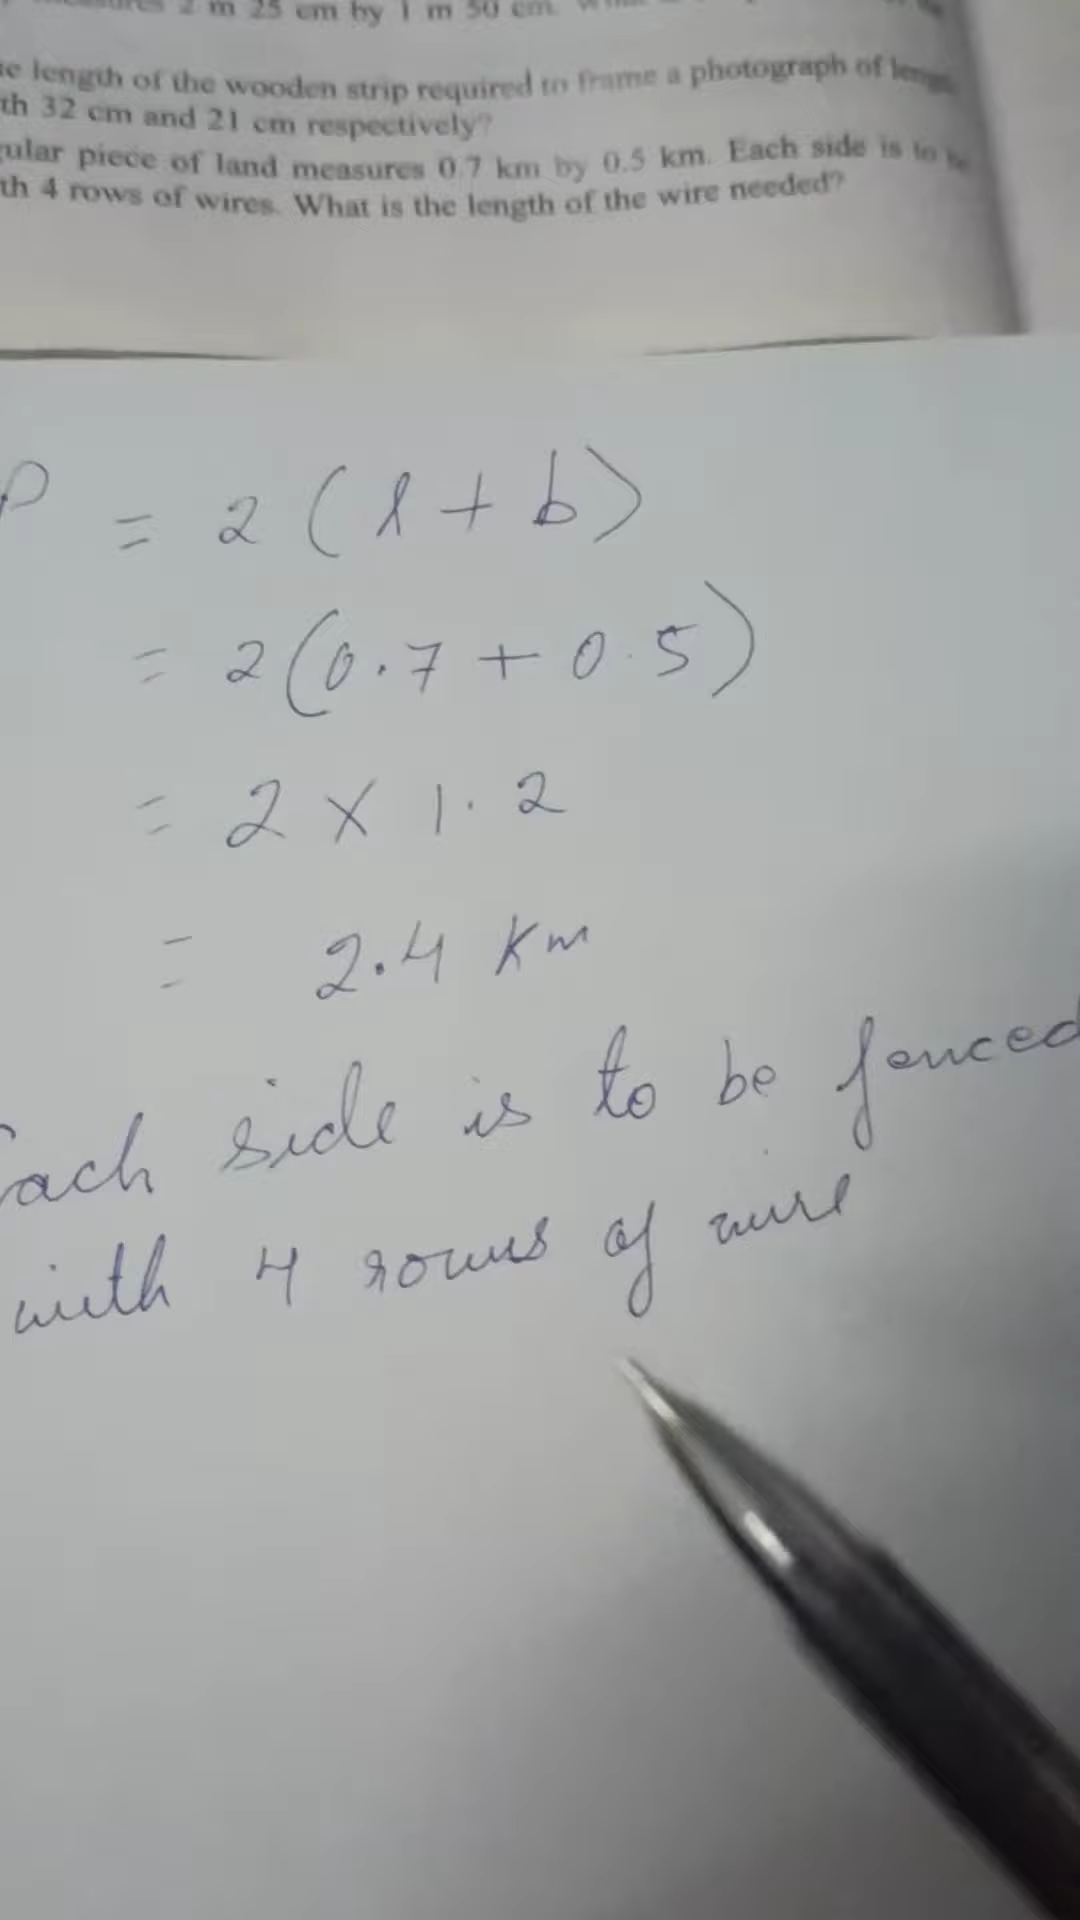 2 m 25 cm by 1 m 50 cm.
length of the wooden strip required to frame a photograph of
th 32 cm and 21 cm respectively?
gular piece of land measures 0.7 km by 0.5 km. Each side is to be
th 4 rows of wires. What is the length of the wire needed?
P = 2 (l + b)
= 2(0.7 + 0.5)
= 2 x 1.2
= 2.4 Km
Each side is to be fenced
with 4 rows of wire